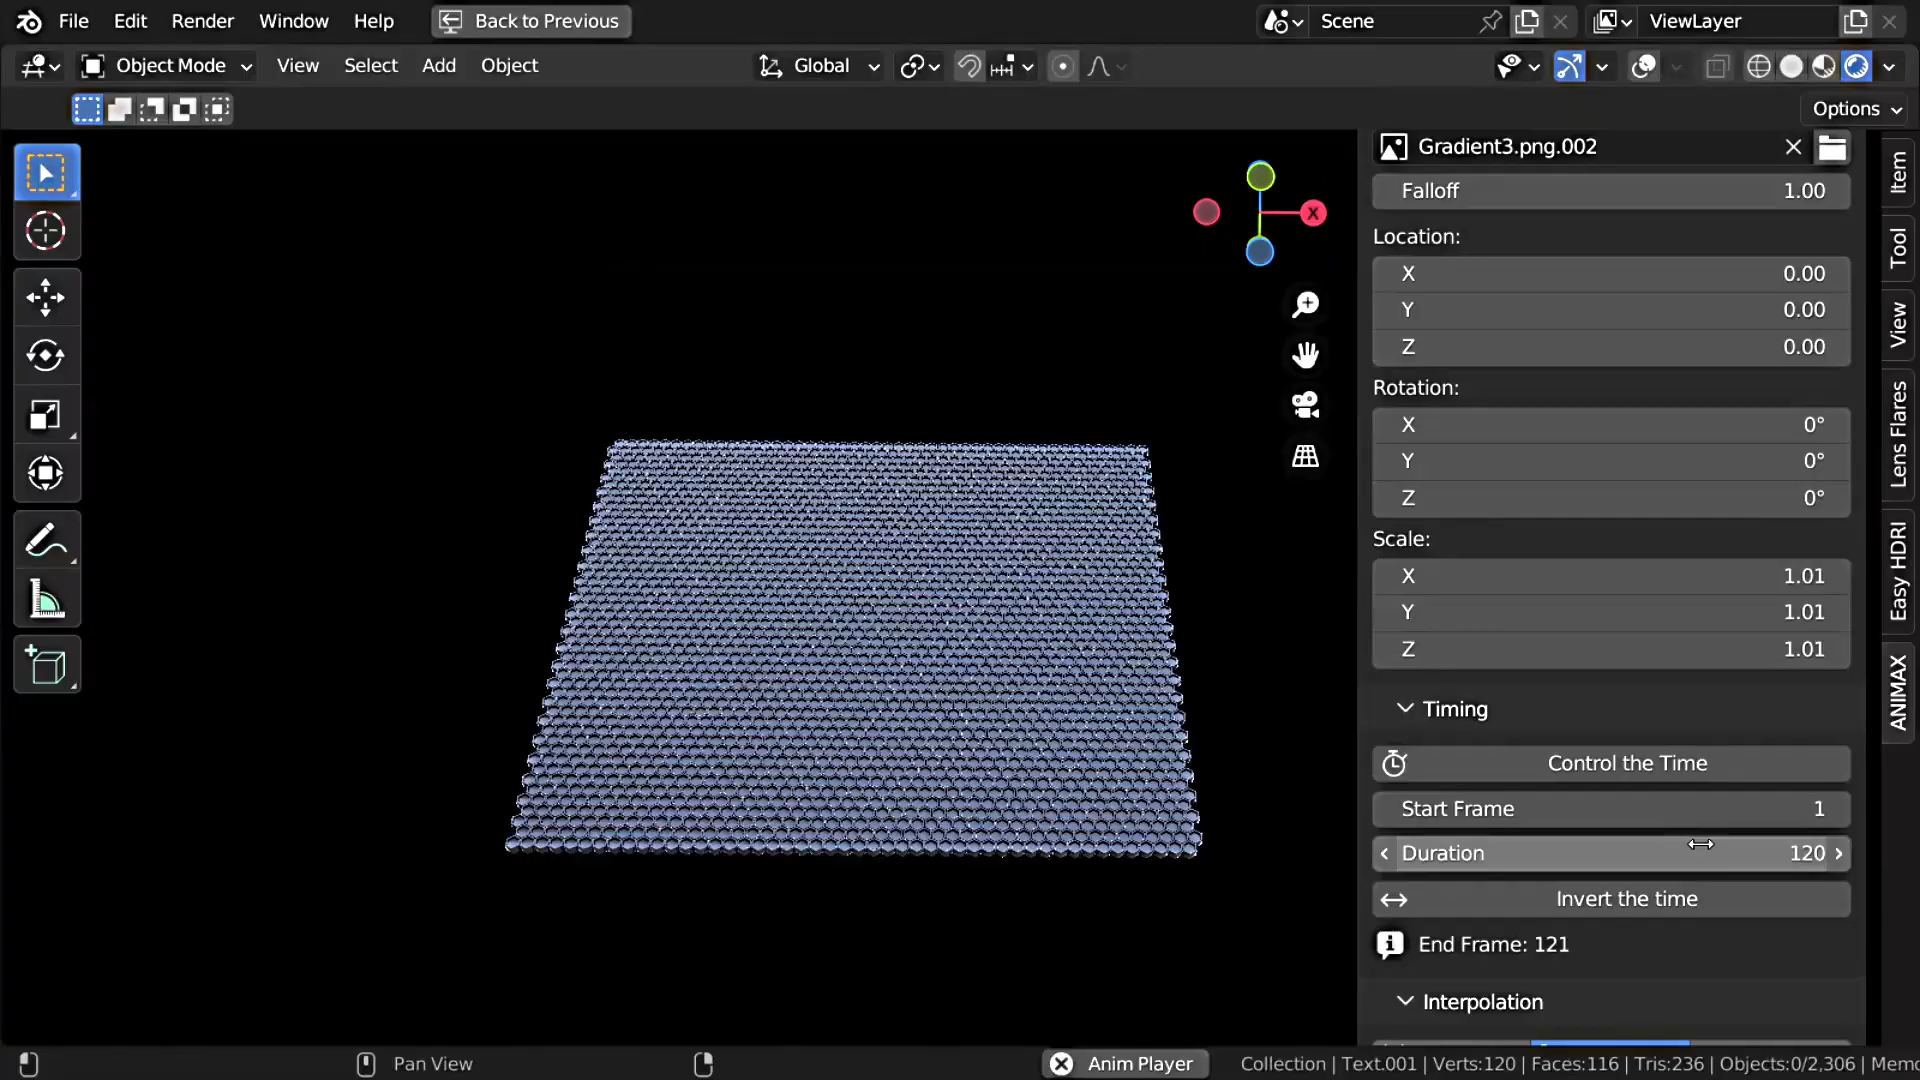 File Edit Render Window Help Back to Previous Scene ViewLayer
Object Mode View Select Add Object Global
Options
X
Gradient3.png.002
Falloff 1.00
Location:
X 0.00
Y 0.00
Z 0.00
Rotation:
X 0°
Y 0°
Z 0°
Scale:
X 1.01
Y 1.01
Z 1.01
Timing
Control the Time
Start Frame 1
Duration 120
Invert the time
End Frame: 121
Interpolation
Item
Tool
View
Lens Flares
Easy HDRI
ANIMAX
Pan View Anim Player Collection | Text.001 | Verts:120 | Faces:116 | Tris:236 | Objects:0/2,306 | Memo